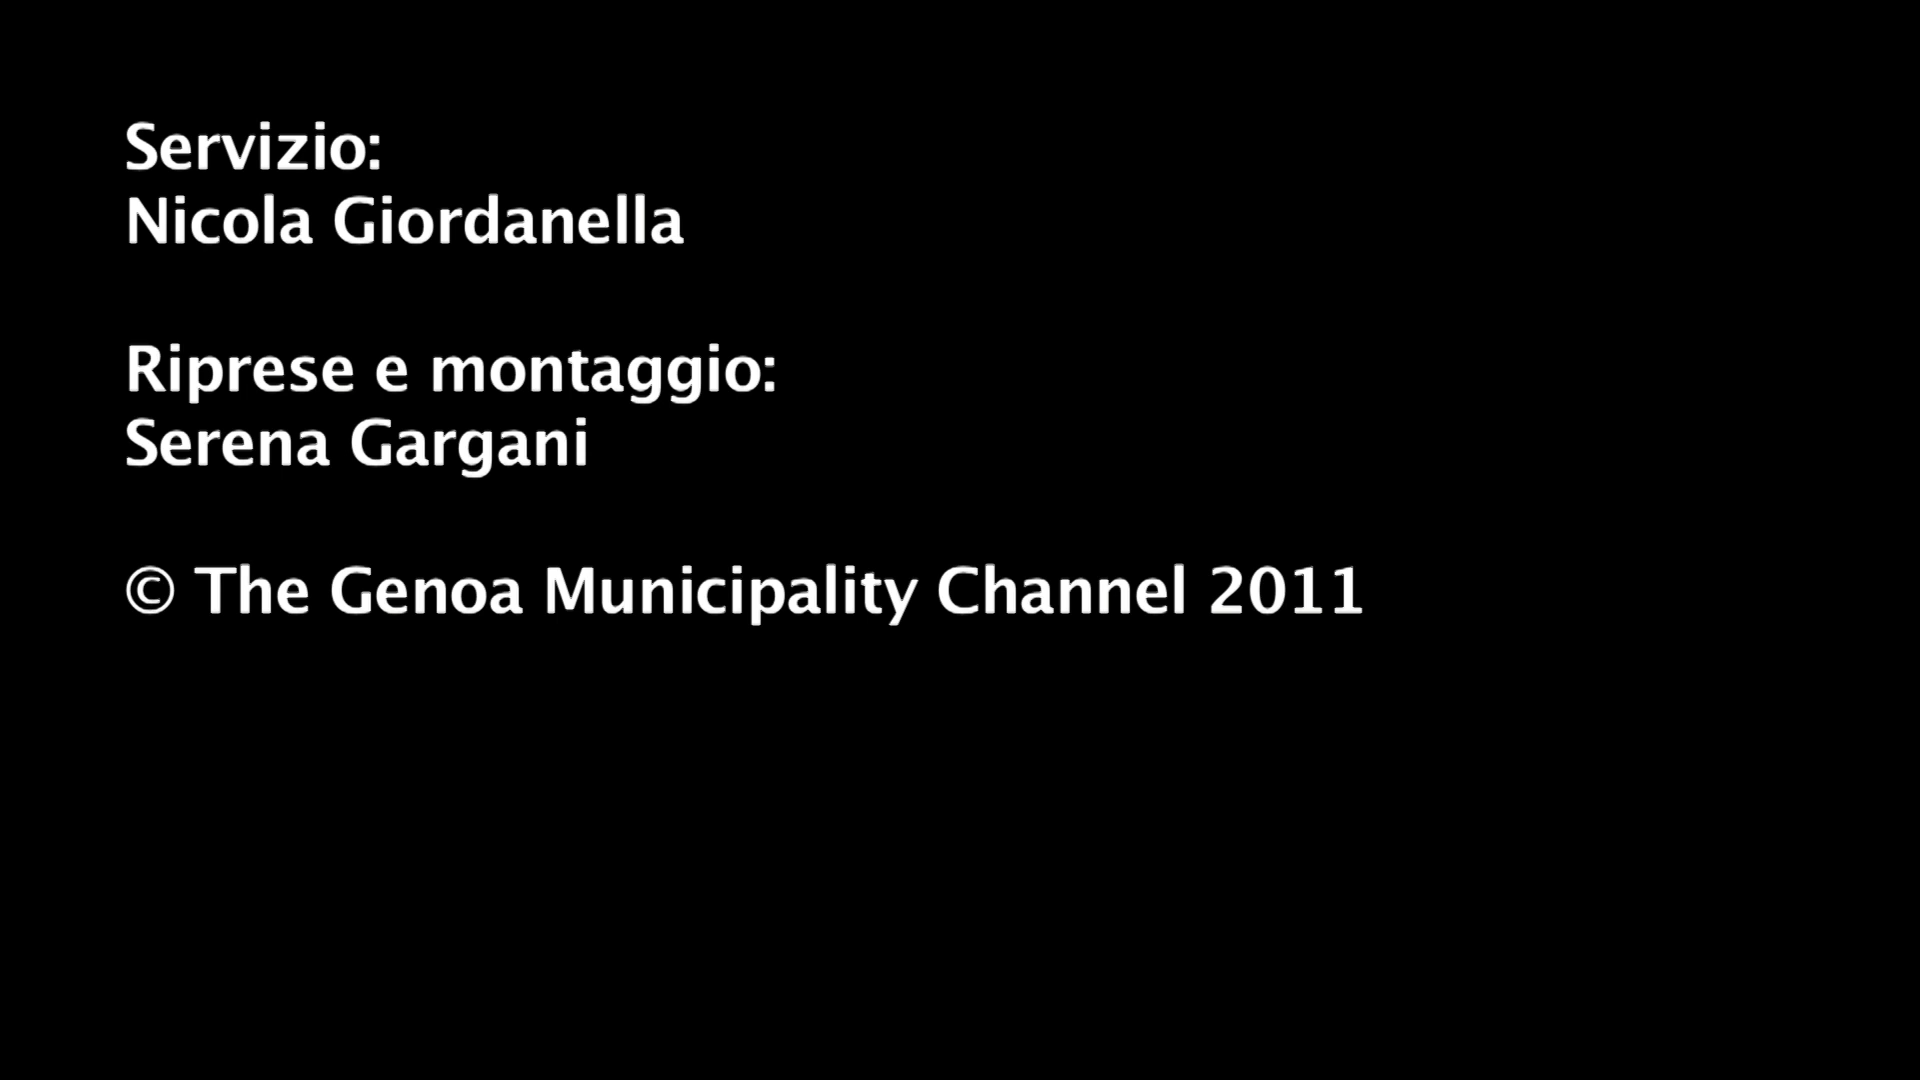 Servizio:
Nicola Giordanella
Riprese e montaggio:
Serena Gargani
© The Genoa Municipality Channel 2011